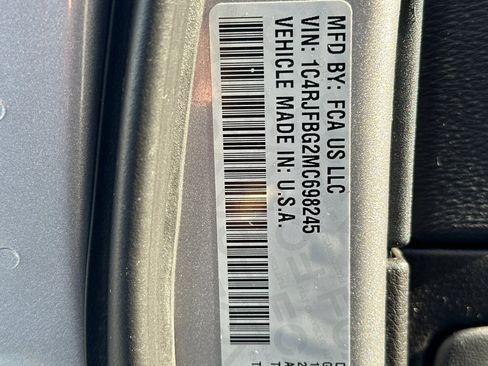 MFD BY: FCA US LLC
VIN: 1C4RJFBG2MC698245
VEHICLE MADE IN: U.S.A.